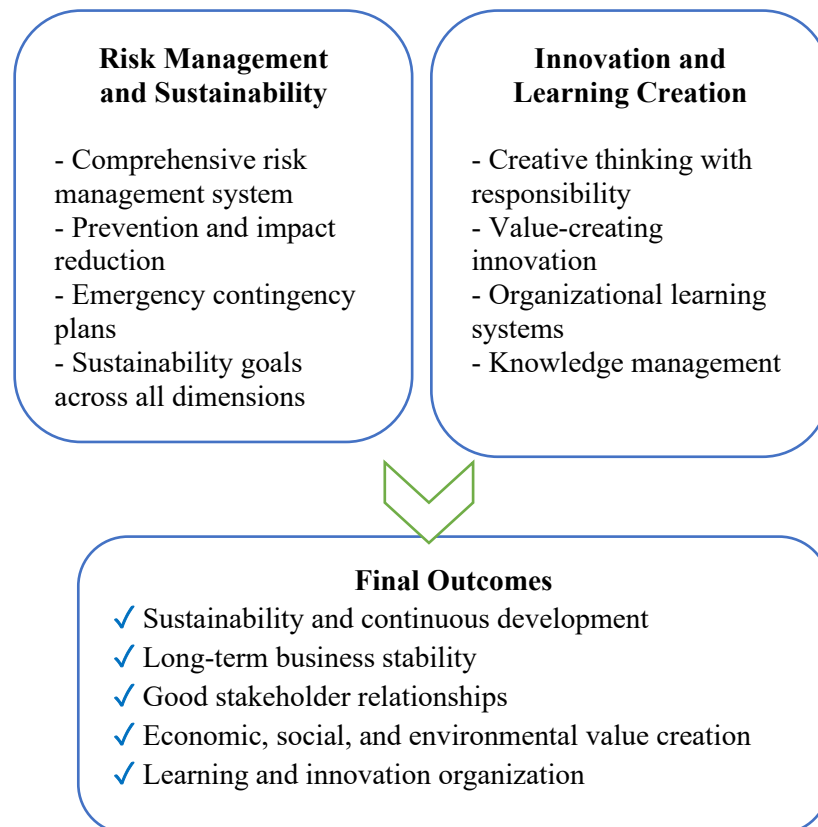 Risk Management
and Sustainability
- Comprehensive risk
management system
- Prevention and impact
reduction
- Emergency contingency
plans
- Sustainability goals
across all dimensions
Innovation and
Learning Creation
- Creative thinking with
responsibility
- Value-creating
innovation
- Organizational learning
systems
- Knowledge management
Final Outcomes
✓ Sustainability and continuous development
✓ Long-term business stability
✓ Good stakeholder relationships
✓ Economic, social, and environmental value creation
✓ Learning and innovation organization